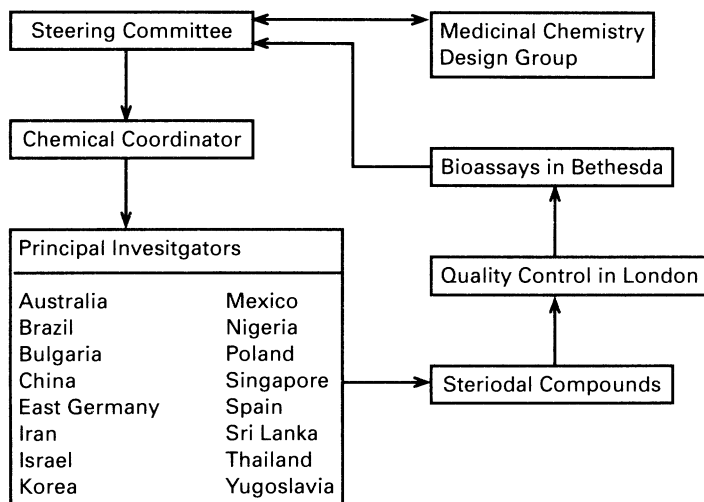 Steering Committee
Medicinal Chemistry
Design Group
Chemical Coordinator
Bioassays in Bethesda
Principal Invesitgators
Quality Control in London
Australia Mexico
Brazil Nigeria
Bulgaria Poland
China Singapore
East Germany Spain
Iran Sri Lanka
Israel Thailand
Korea Yugoslavia
Steriodal Compounds